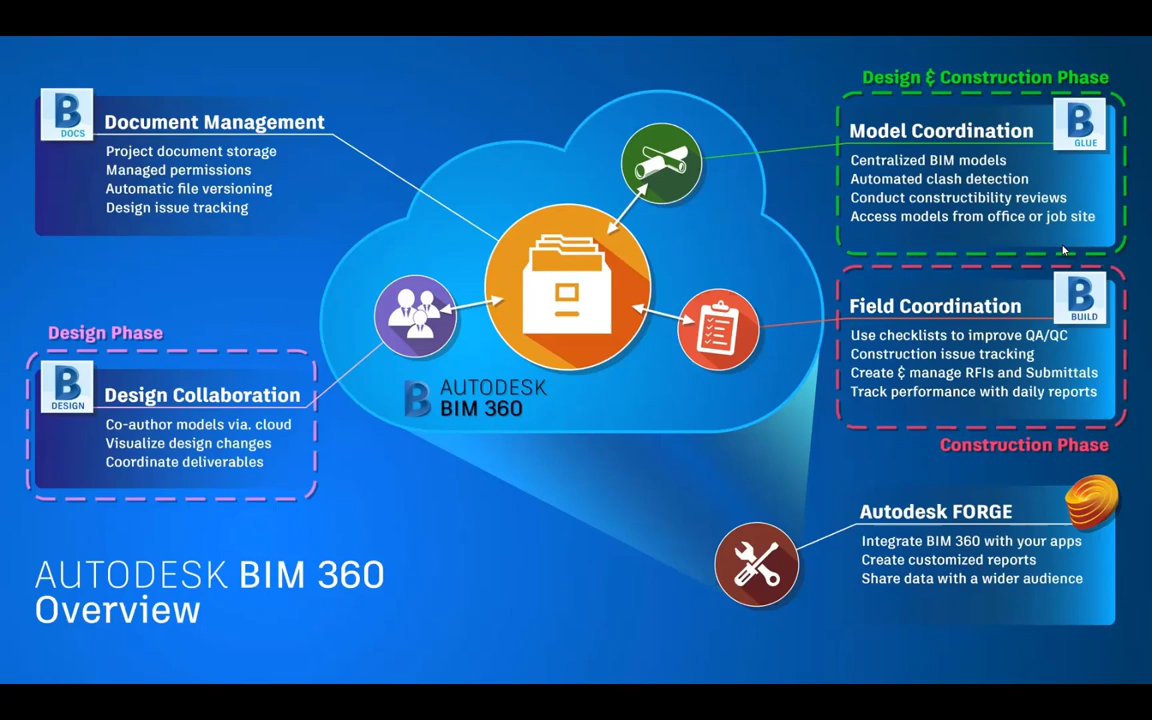 Design & Construction Phase
B
DOCS
Document Management
Project document storage
Managed permissions
Automatic file versioning
Design issue tracking
B
GLUE
Model Coordination
Centralized BIM models
Automated clash detection
Conduct constructibility reviews
Access models from office or job site
B
BUILD
Field Coordination
Use checklists to improve QA/QC
Construction issue tracking
Create & manage RFIs and Submittals
Track performance with daily reports
Construction Phase
Design Phase
B
DESIGN
Design Collaboration
Co-author models via. cloud
Visualize design changes
Coordinate deliverables
AUTODESK
BIM 360
Autodesk FORGE
Integrate BIM 360 with your apps
Create customized reports
Share data with a wider audience
AUTODESK BIM 360
Overview